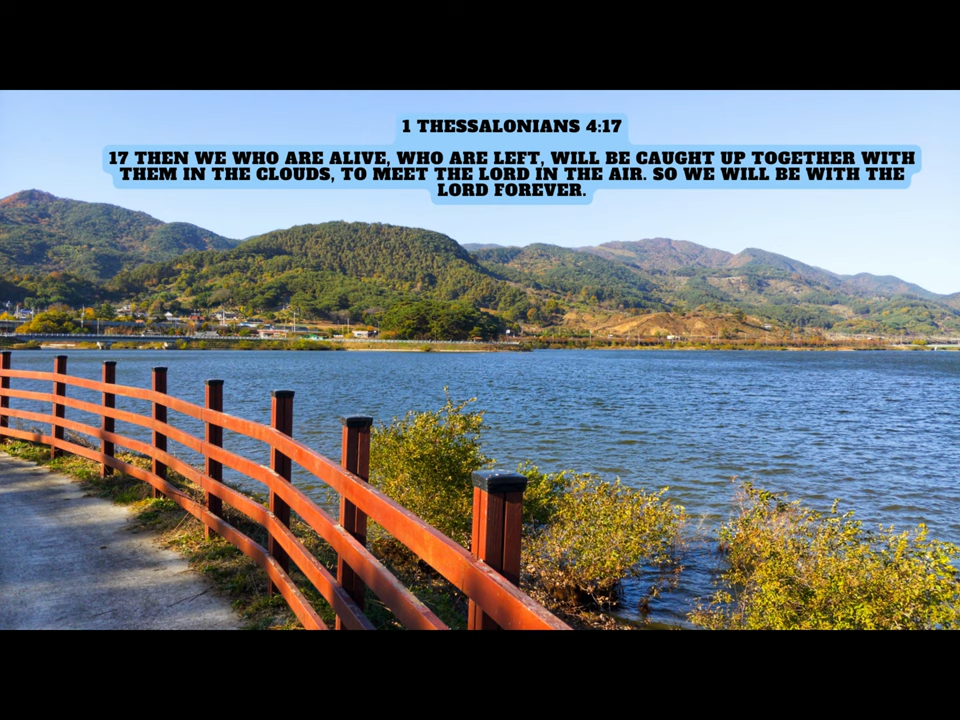 1 THESSALONIANS 4:17
17 THEN WE WHO ARE ALIVE, WHO ARE LEFT, WILL BE CAUGHT UP TOGETHER WITH
THEM IN THE CLOUDS, TO MEET THE LORD IN THE AIR. SO WE WILL BE WITH THE
LORD FOREVER.